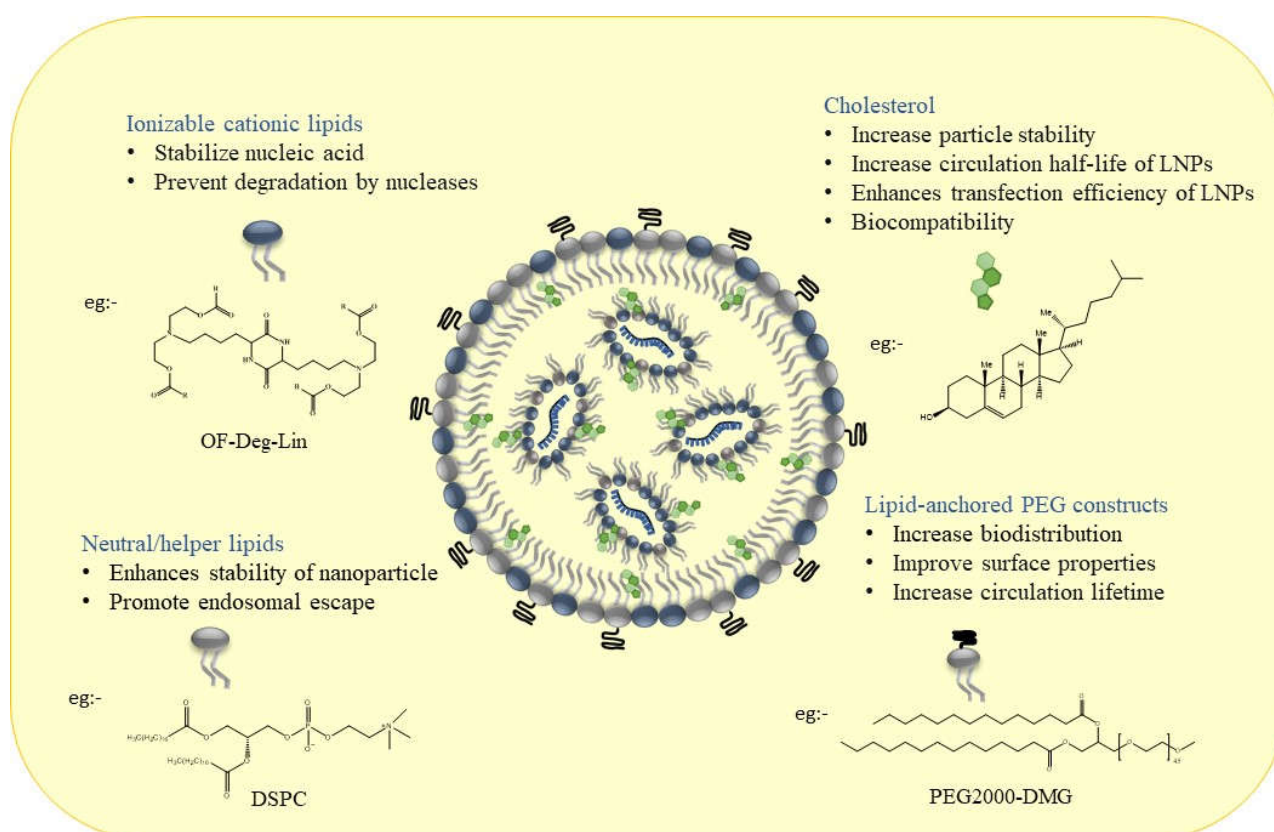 Ionizable cationic lipids
• Stabilize nucleic acid
• Prevent degradation by nucleases
eg:-
OF-Deg-Lin
Cholesterol
• Increase particle stability
• Increase circulation half-life of LNPs
• Enhances transfection efficiency of LNPs
• Biocompatibility
eg:-
Me
Me
Me
H
H
H
H
HO
Neutral/helper lipids
• Enhances stability of nanoparticle
• Promote endosomal escape
eg:-
DSPC
Lipid-anchored PEG constructs
• Increase biodistribution
• Improve surface properties
• Increase circulation lifetime
eg:-
PEG2000-DMG